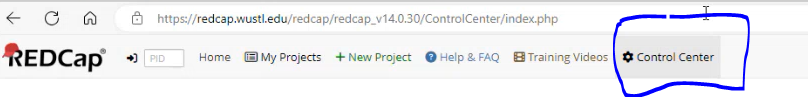 https://redcap.wustl.edu/redcap/redcap_v14.0.30/ControlCenter/index.php
REDCap® PID Home My Projects + New Project Help & FAQ Training Videos Control Center